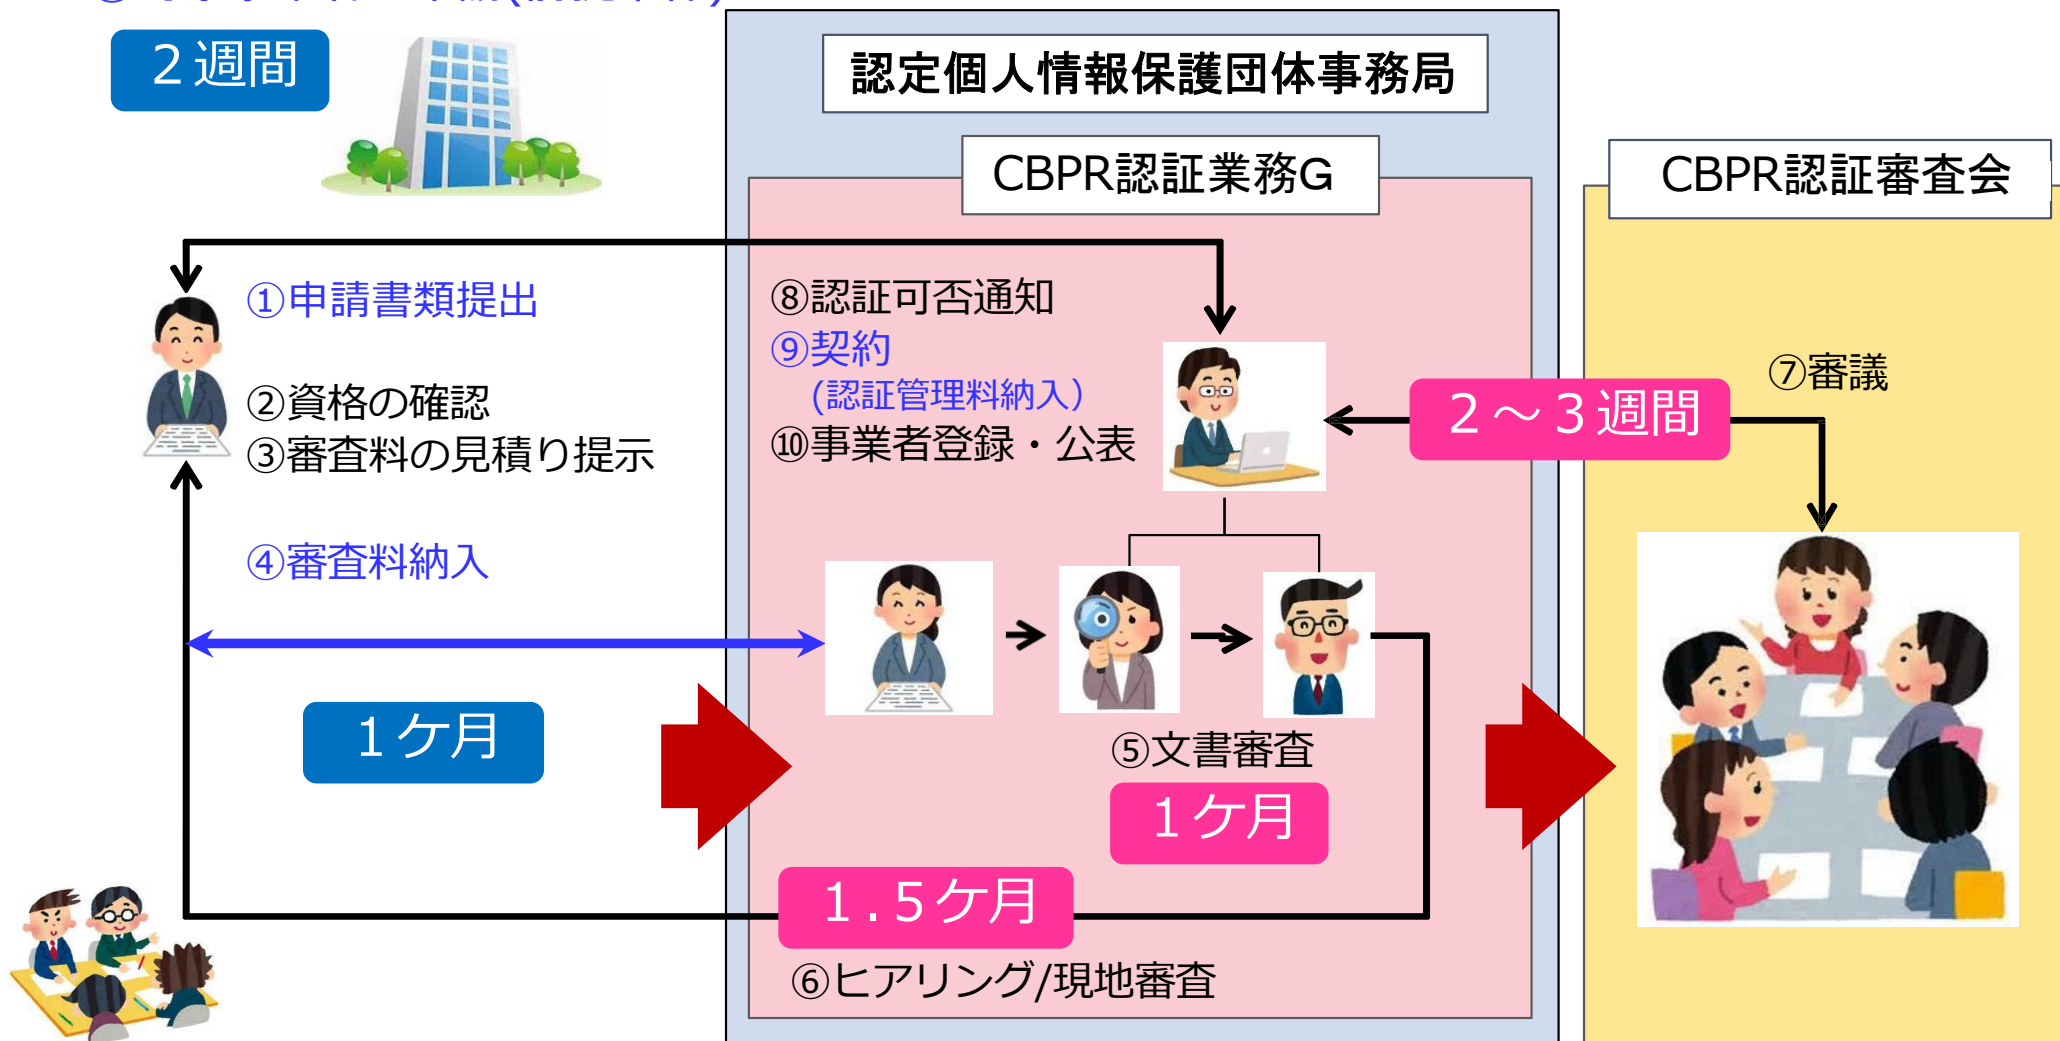 ２週間
認定個人情報保護団体事務局
CBPR認証業務G
CBPR認証審査会
①申請書類提出
②資格の確認
③審査料の見積り提示
④審査料納入
⑧認証可否通知
⑨契約
(認証管理料納入）
⑩事業者登録・公表
２～３週間
⑦審議
１ケ月
⑤文書審査
１ケ月
１.５ケ月
⑥ヒアリング/現地審査